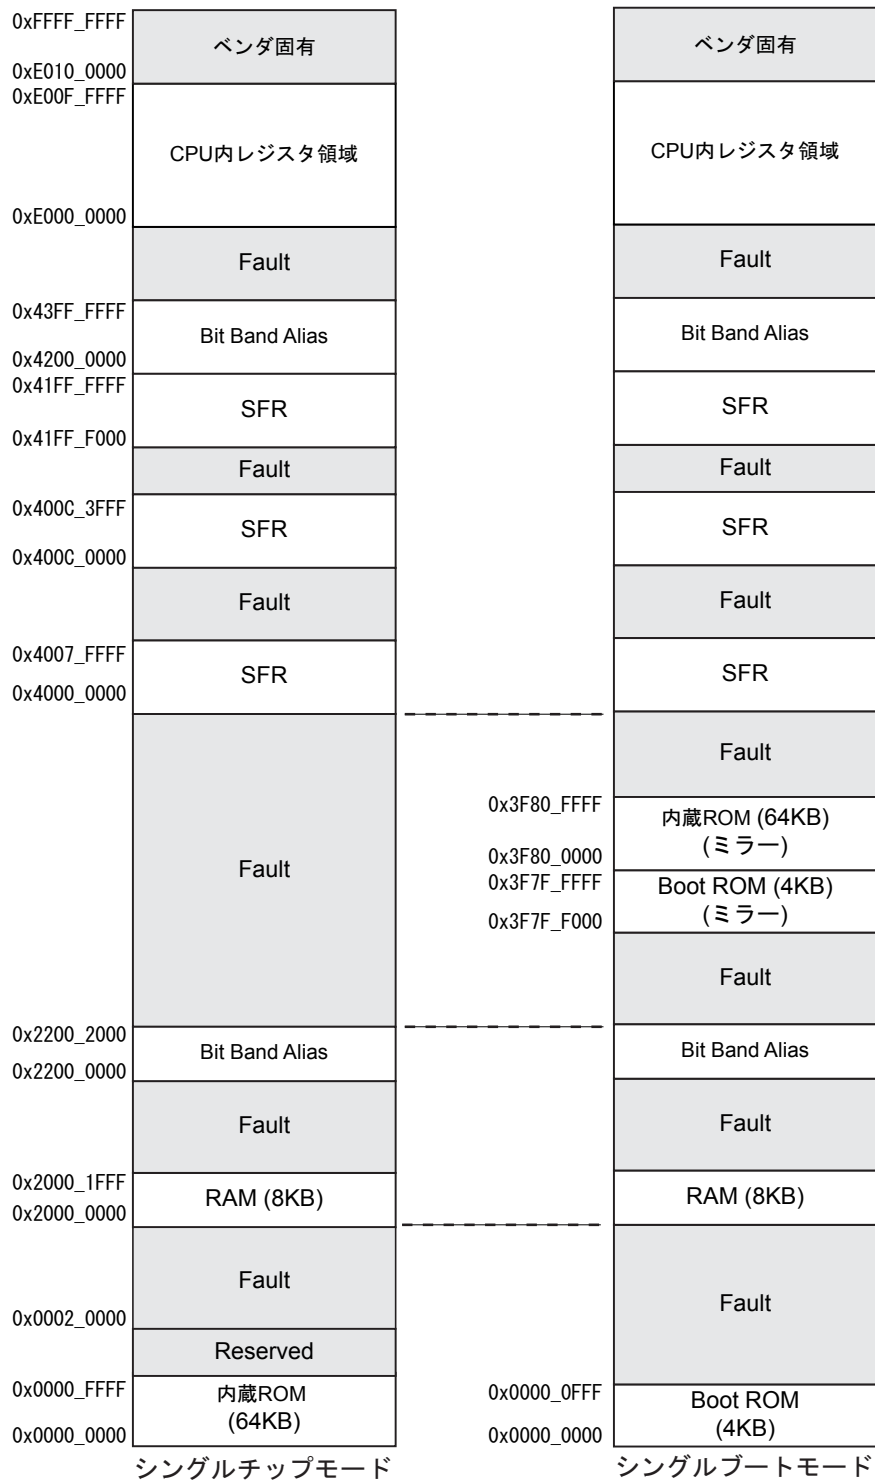 0xFFFF_FFFF
ベンダ固有
0xE010_0000
0xE00F_FFFF
CPU内レジスタ領域
0xE000_0000
Fault
0x43FF_FFFF
Bit Band Alias
0x4200_0000
0x41FF_FFFF
SFR
0x41FF_F000
Fault
0x400C_3FFF
SFR
0x400C_0000
Fault
0x4007_FFFF
SFR
0x4000_0000
Fault
0x2200_2000
Bit Band Alias
0x2200_0000
Fault
0x2000_1FFF
RAM (8KB)
0x2000_0000
Fault
0x0002_0000
Reserved
0x0000_FFFF
内蔵ROM
(64KB)
0x0000_0000
シングルチップモード
ベンダ固有
CPU内レジスタ領域
Fault
Bit Band Alias
SFR
Fault
SFR
Fault
SFR
Fault
0x3F80_FFFF
内蔵ROM (64KB)
(ミラー)
0x3F80_0000
0x3F7F_FFFF
Boot ROM (4KB)
(ミラー)
0x3F7F_F000
Fault
Bit Band Alias
Fault
RAM (8KB)
Fault
0x0000_0FFF
Boot ROM
(4KB)
0x0000_0000
シングルブートモード